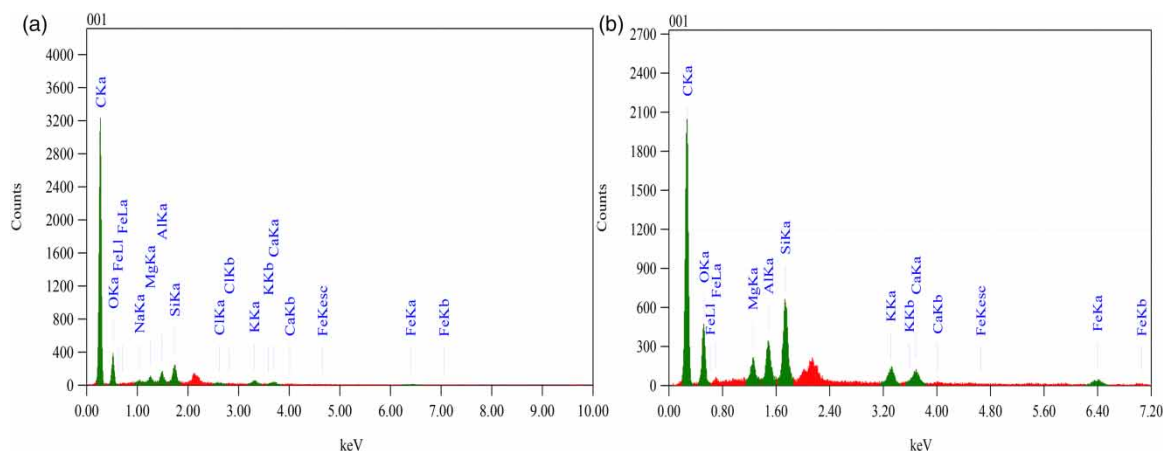 (a)
001
Counts
4000
3600
3200
2800
2400
2000
1600
1200
800
400
0
CKa
OKa
FeLl
FeLa
NaKa
MgKa
AlKa
SiKa
ClKa
ClKb
KKa
KKb
CaKa
CaKb
FeKesc
FeKa
FeKb
0.00 1.00 2.00 3.00 4.00 5.00 6.00 7.00 8.00 9.00 10.00
keV
(b)
001
Counts
2700
2400
2100
1800
1500
1200
900
600
300
0
CKa
OKa
FeLl
FeLa
MgKa
AlKa
SiKa
KKa
KKb
CaKa
CaKb
FeKesc
FeKa
FeKb
0.00 0.80 1.60 2.40 3.20 4.00 4.80 5.60 6.40 7.20
keV